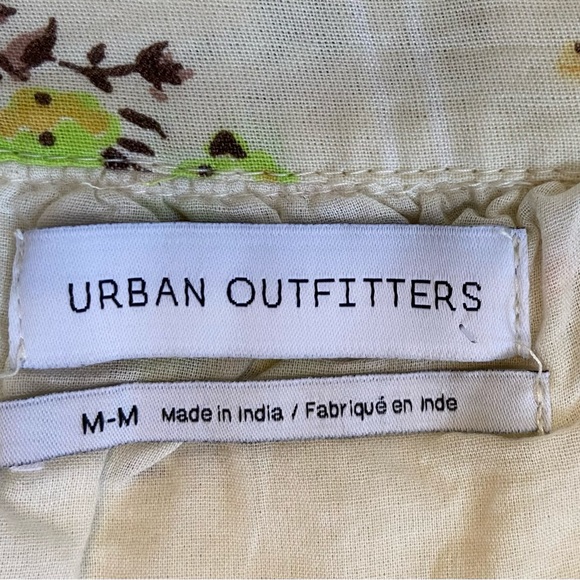 URBAN OUTFITTERS
M-M Made in India / Fabriqué en Inde